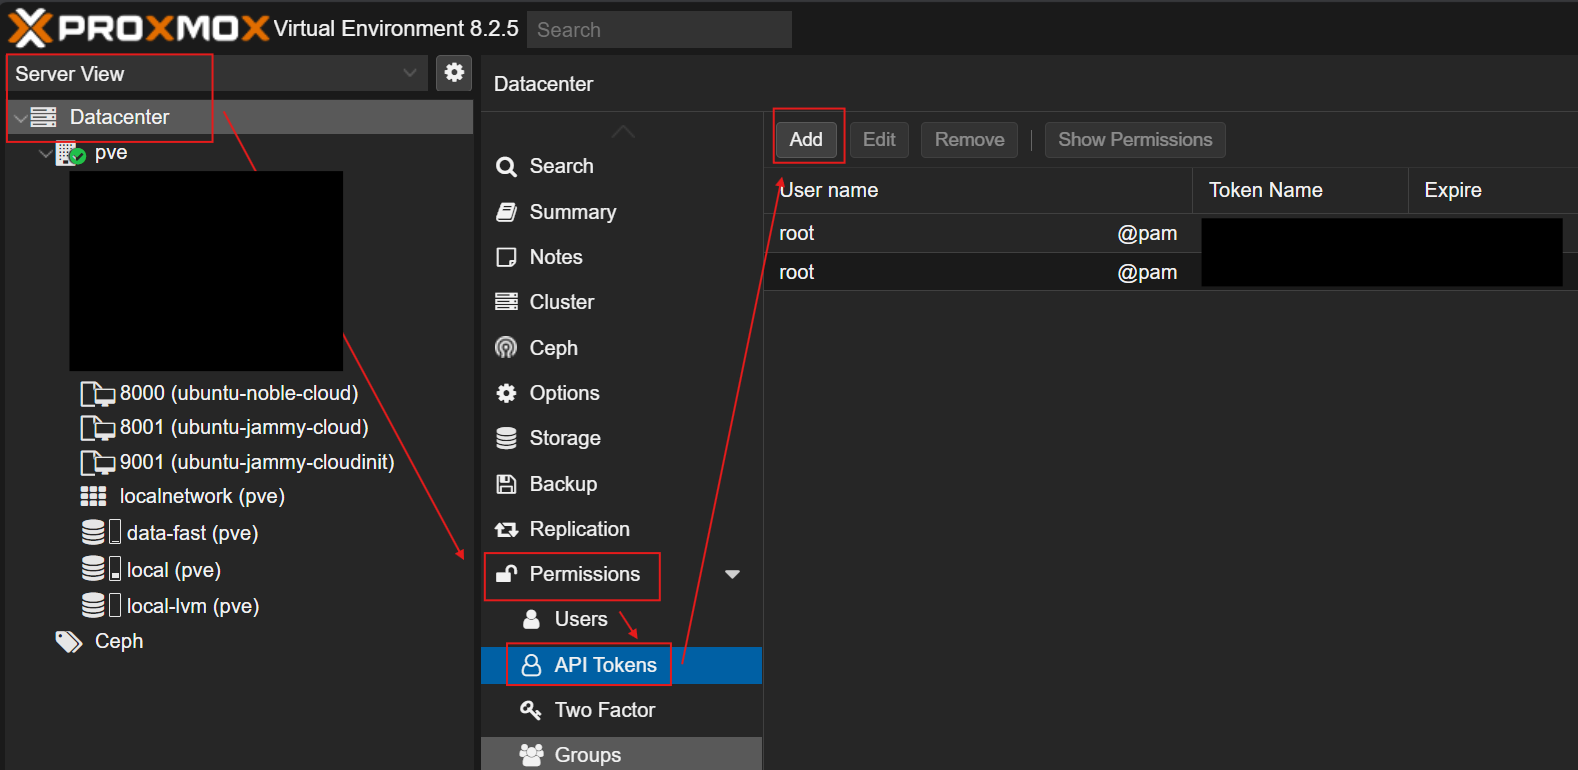 PROXMOX Virtual Environment 8.2.5 Search
Server View
Datacenter
pve
8000 (ubuntu-noble-cloud)
8001 (ubuntu-jammy-cloud)
9001 (ubuntu-jammy-cloudinit)
localnetwork (pve)
data-fast (pve)
local (pve)
local-lvm (pve)
Ceph
Datacenter
Search
Summary
Notes
Cluster
Ceph
Options
Storage
Backup
Replication
Permissions
Users
API Tokens
Two Factor
Groups
Add Edit Remove Show Permissions
User name Token Name Expire
root @pam
root @pam